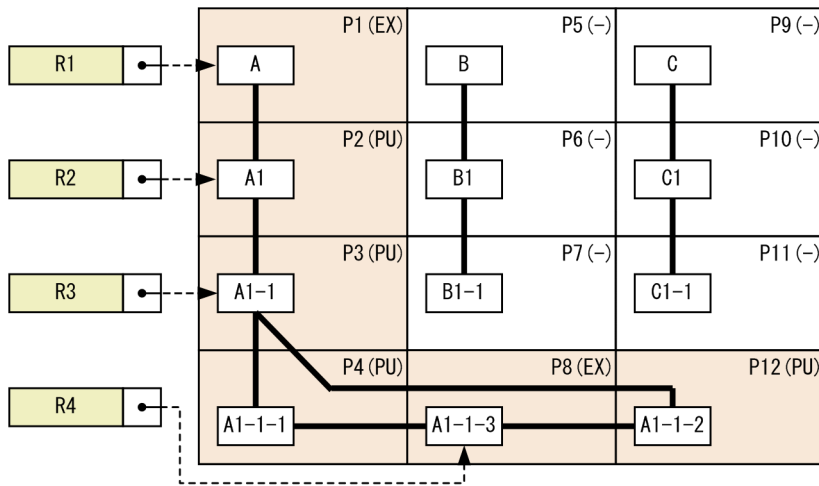 P1(EX) P5(-) P9(-)
R1 A B C
P2(PU) P6(-) P10(-)
R2 A1 B1 C1
P3(PU) P7(-) P11(-)
R3 A1-1 B1-1 C1-1
P4(PU) P8(EX) P12(PU)
R4 A1-1-1 A1-1-3 A1-1-2